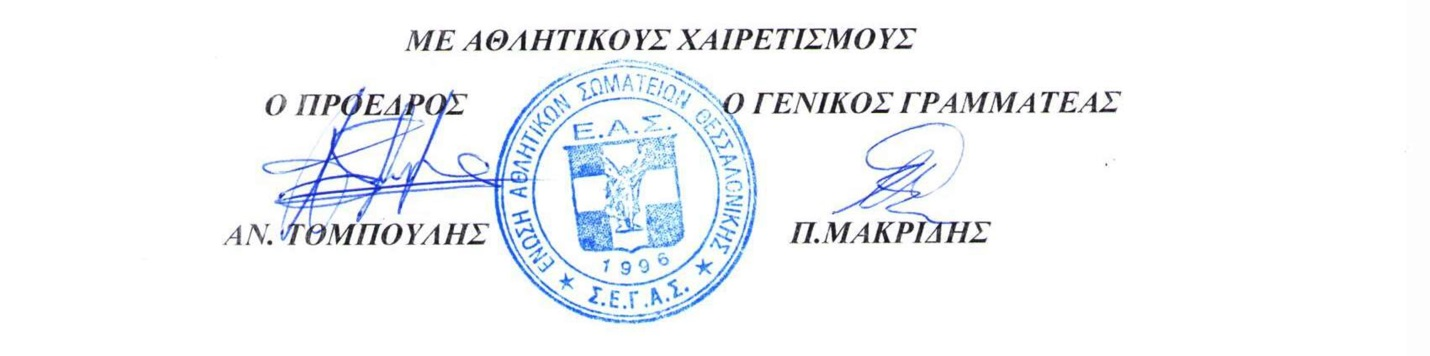 ΜΕ ΑΘΛΗΤΙΚΟΥΣ ΧΑΙΡΕΤΙΣΜΟΥΣ
Ο ΠΡΟΕΔΡΟΣ Ο ΓΕΝΙΚΟΣ ΓΡΑΜΜΑΤΕΑΣ
ΕΝΩΣΗ ΑΘΛΗΤΙΚΩΝ ΣΩΜΑΤΕΙΩΝ ΘΕΣΣΑΛΟΝΙΚΗΣ
Ε.Α.Σ.
1996
Σ.Ε.Γ.Α.Σ.
ΑΝ. ΤΟΜΠΟΥΛΗΣ Π.ΜΑΚΡΙΔΗΣ